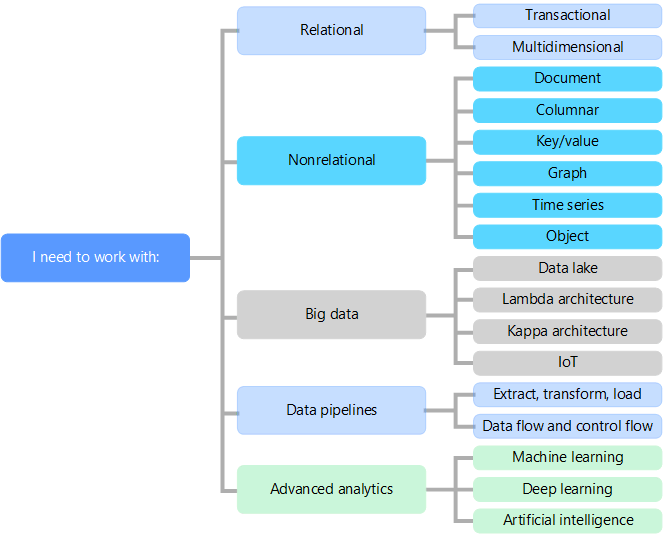 I need to work with:
Relational
Transactional
Multidimensional
Nonrelational
Document
Columnar
Key/value
Graph
Time series
Object
Big data
Data lake
Lambda architecture
Kappa architecture
IoT
Data pipelines
Extract, transform, load
Data flow and control flow
Advanced analytics
Machine learning
Deep learning
Artificial intelligence